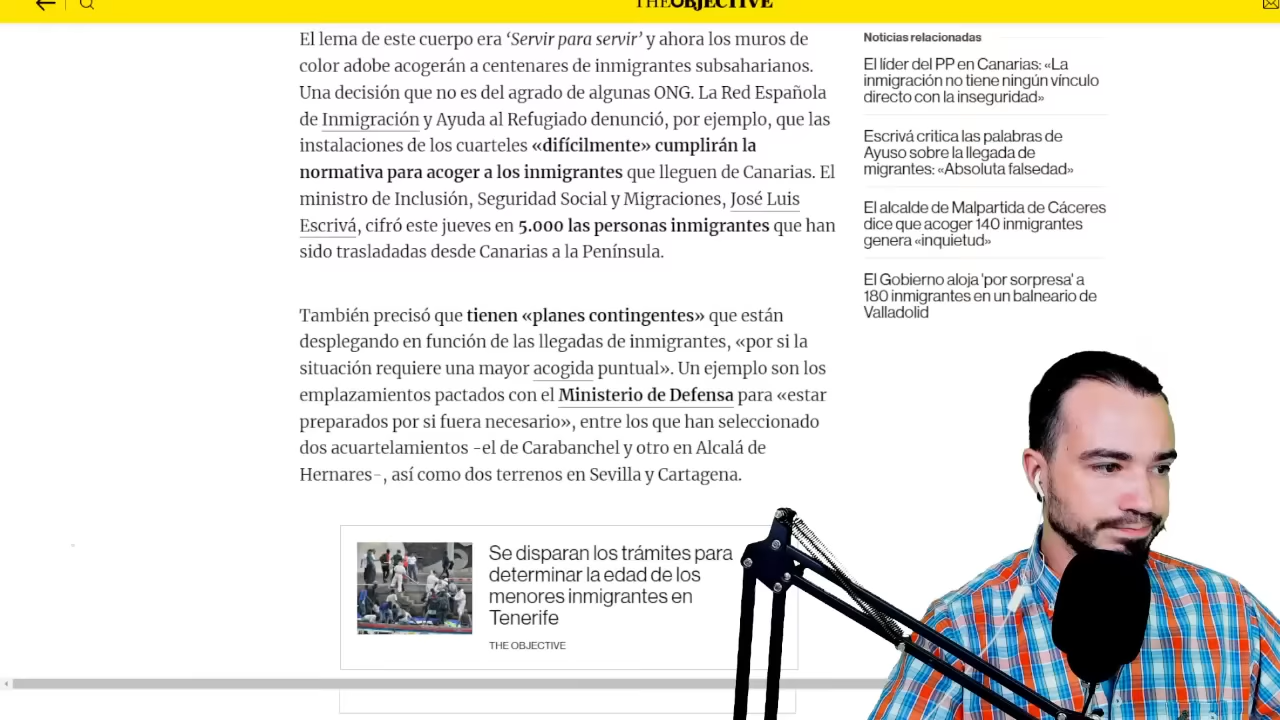 THEOBJECTIVE
El lema de este cuerpo era ‘Servir para servir’ y ahora los muros de
color adobe acogerán a centenares de inmigrantes subsaharianos.
Una decisión que no es del agrado de algunas ONG. La Red Española
de Inmigración y Ayuda al Refugiado denunció, por ejemplo, que las
instalaciones de los cuarteles «difícilmente» cumplirán la
normativa para acoger a los inmigrantes que lleguen de Canarias. El
ministro de Inclusión, Seguridad Social y Migraciones, José Luis
Escrivá, cifró este jueves en 5.000 las personas inmigrantes que han
sido trasladadas desde Canarias a la Península.
También precisó que tienen «planes contingentes» que están
desplegando en función de las llegadas de inmigrantes, «por si la
situación requiere una mayor acogida puntual». Un ejemplo son los
emplazamientos pactados con el Ministerio de Defensa para «estar
preparados por si fuera necesario», entre los que han seleccionado
dos acuartelamientos -el de Carabanchel y otro en Alcalá de
Hernares-, así como dos terrenos en Sevilla y Cartagena.
Se disparan los trámites para
determinar la edad de los
menores inmigrantes en
Tenerife
THE OBJECTIVE
Noticias relacionadas
El líder del PP en Canarias: «La
inmigración no tiene ningún vínculo
directo con la inseguridad»
Escrivá critica las palabras de
Ayuso sobre la llegada de
migrantes: «Absoluta falsedad»
El alcalde de Malpartida de Cáceres
dice que acoger 140 inmigrantes
genera «inquietud»
El Gobierno aloja 'por sorpresa' a
180 inmigrantes en un balneario de
Valladolid